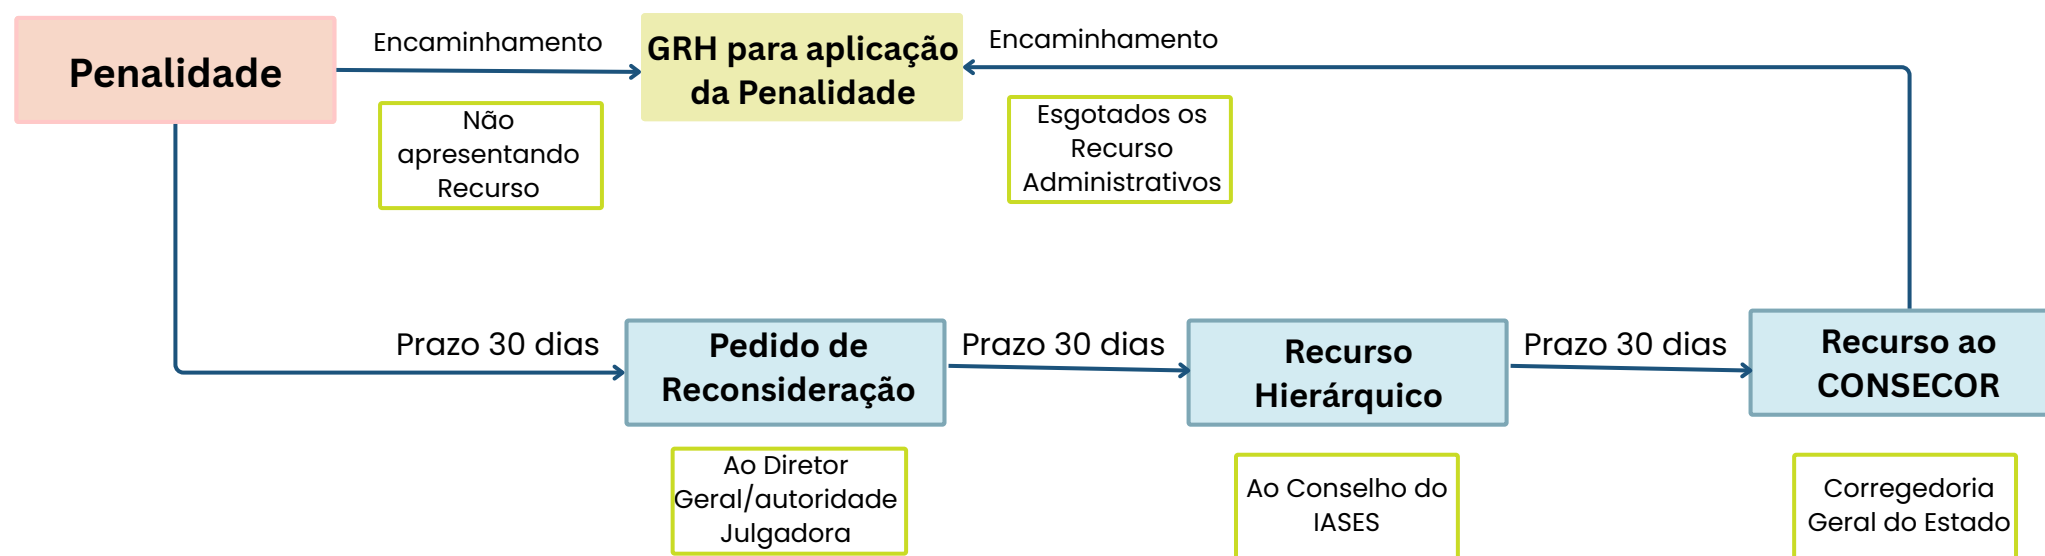 Penalidade
Encaminhamento
Não
apresentando
Recurso
GRH para aplicação
da Penalidade
Encaminhamento
Esgotados os
Recurso
Administrativos
Prazo 30 dias
Pedido de
Reconsideração
Ao Diretor
Geral/autoridade
Julgadora
Prazo 30 dias
Recurso
Hierárquico
Ao Conselho do
IASES
Prazo 30 dias
Recurso ao
CONSECOR
Corregedoria
Geral do Estado